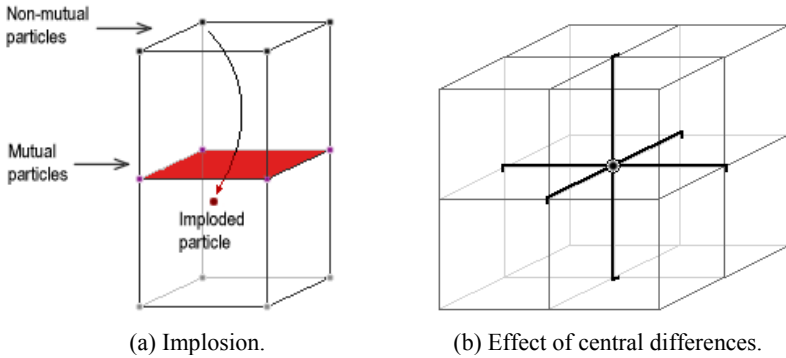 Non-mutual
particles
Mutual
particles
Imploded
particle
(a) Implosion.
(b) Effect of central differences.